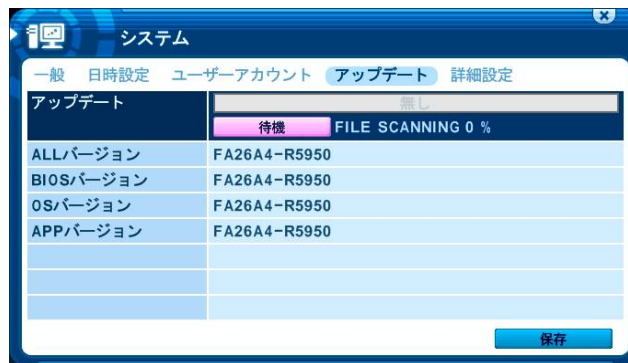 システム
一般 日時設定 ユーザーアカウント アップデート 詳細設定
アップデート 無し
待機 FILE SCANNING 0 %
ALLバージョン FA26A4-R5950
BIOSバージョン FA26A4-R5950
OSバージョン FA26A4-R5950
APPバージョン FA26A4-R5950
保存